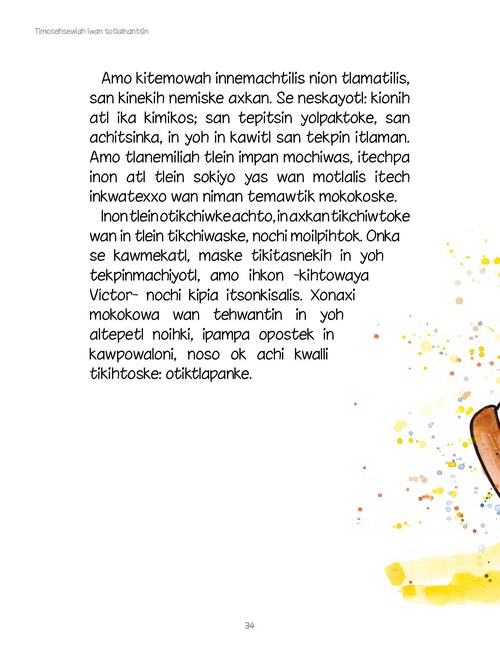 Timosehsewiah iwan totlalnantsin
Amo kitemowah innemachtilis nion tlamatilis,
san kinekih nemiske axkan. Se neskayotl: kionih
atl ika kimikos; san tepitsin yolpaktoke, san
achitsinka, in yoh in kawitl san tekpin itlaman.
Amo tlanemiliah tlein impan mochiwas, itechpa
inon atl tlein sokiyo yas wan motlalis itech
inkwatexxo wan niman temawtik mokokoske.
Inon tlein otikchiwke achto, in axkan tikchiwtoke
wan in tlein tikchiwaske, nochi moilpihtok. Onka
se kawmekatl, maske tikitasnekih in yoh
tekpinmachiyotl, amo ihkon -kihtowaya
Victor- nochi kipia itsonkisalis. Xonaxi
mokokowa wan tehwantin in yoh
altepetl noihki, ipampa opostek in
kawpowaloni, noso ok achi kwalli
tikihtoske: otiktlapanke.
34